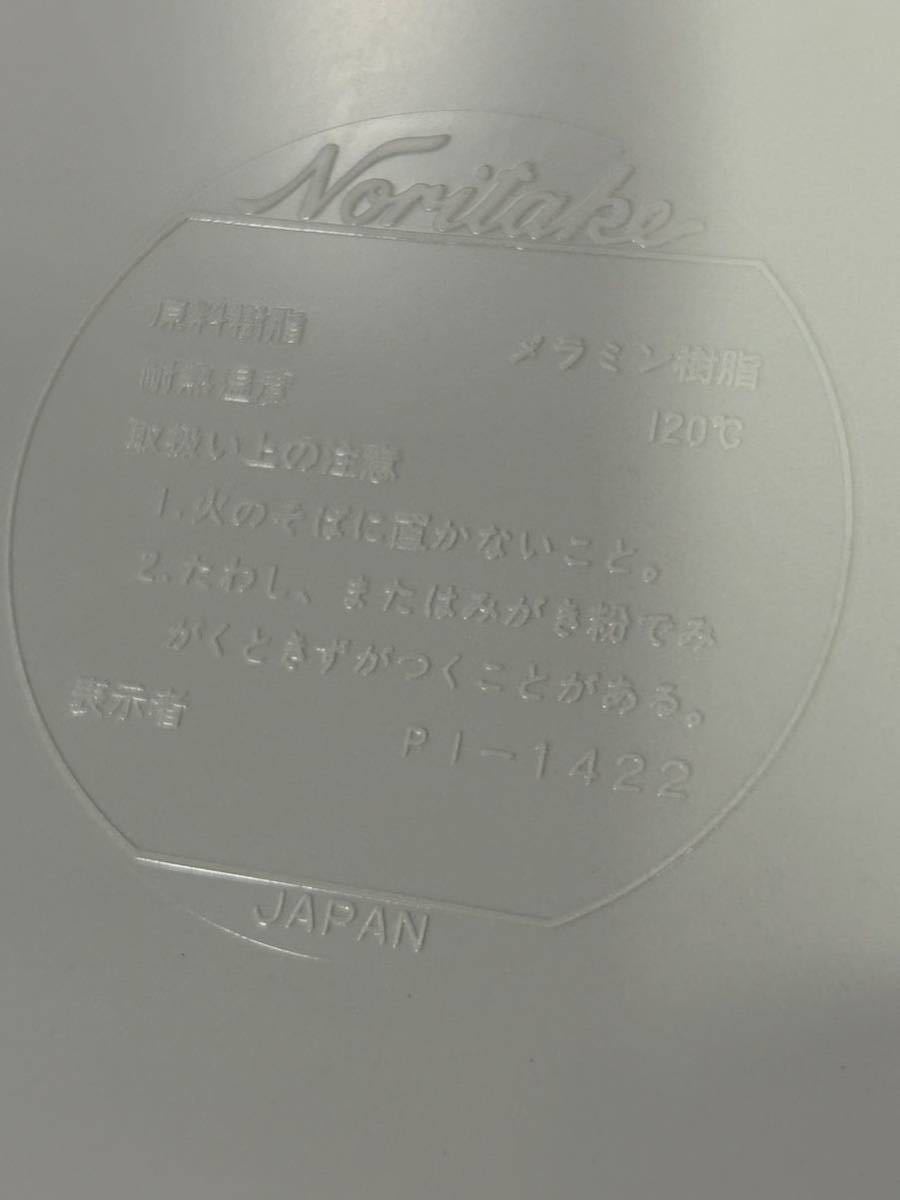 Noritake
原料樹脂 メラミン樹脂
耐熱温度 120℃
取扱い上の注意
1.火のそばに置かないこと。
2.たわし、またはみがき粉でみ
がくときずがつくことがある。
表示者 PI-1422
JAPAN